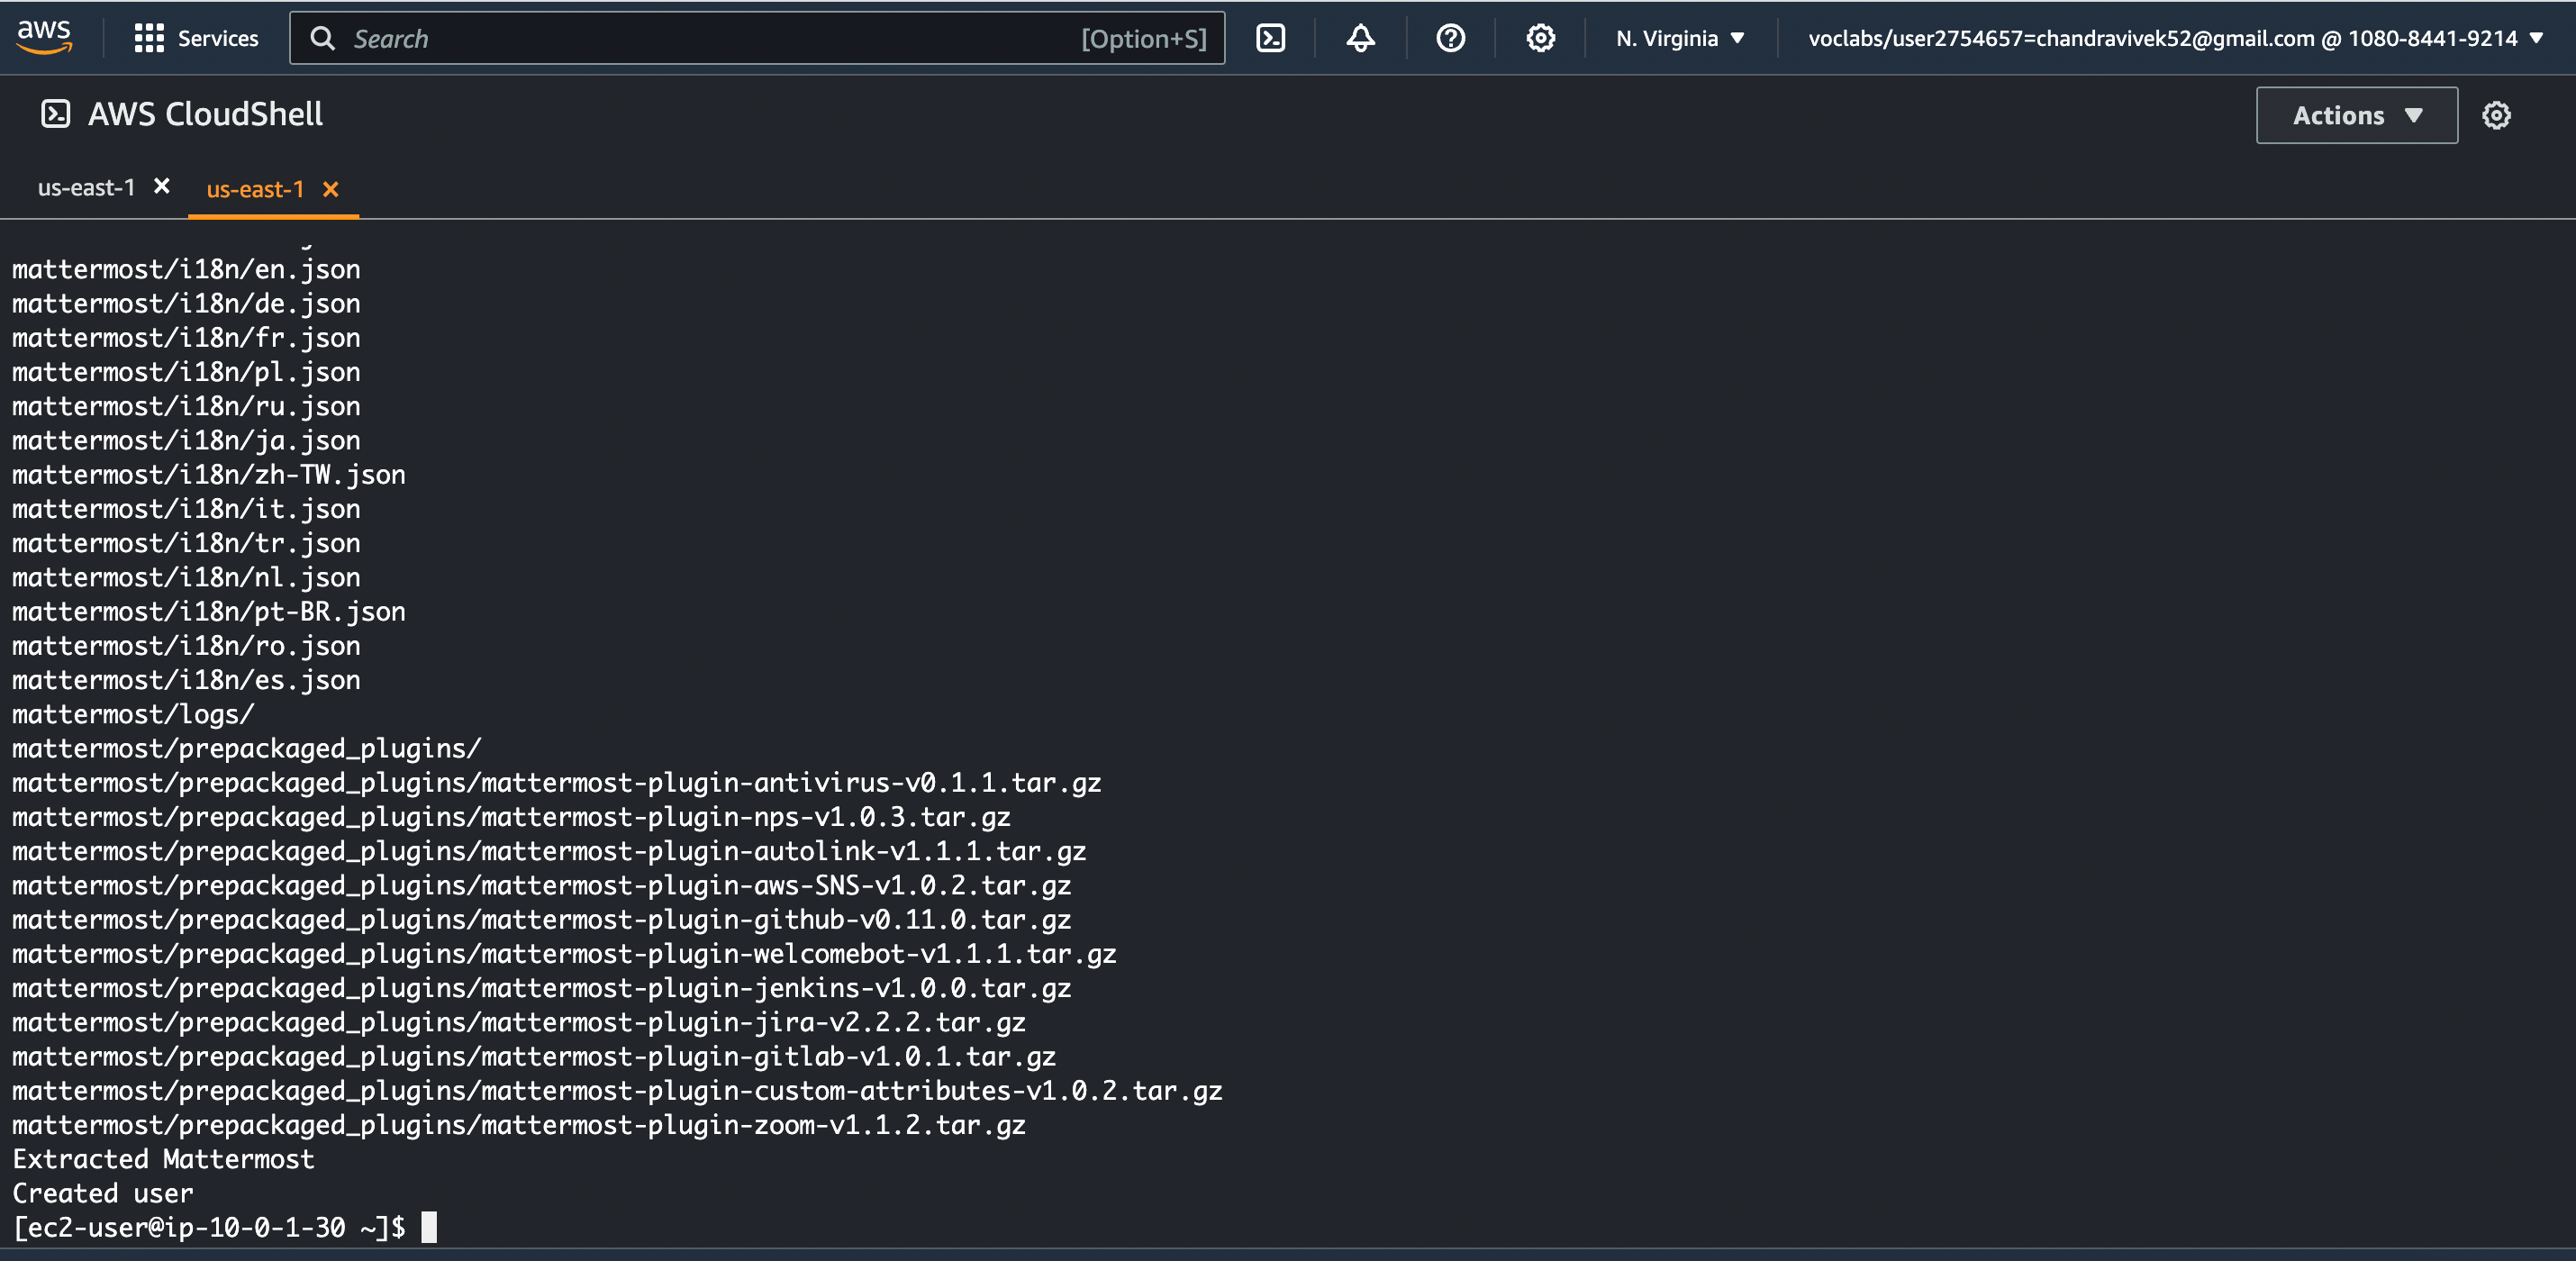 aws
Services
Search [Option+S]
N. Virginia
voclabs/user2754657=chandravivek52@gmail.com @ 1080-8441-9214
AWS CloudShell
Actions
us-east-1
us-east-1
mattermost/i18n/en.json
mattermost/i18n/de.json
mattermost/i18n/fr.json
mattermost/i18n/pl.json
mattermost/i18n/ru.json
mattermost/i18n/ja.json
mattermost/i18n/zh-TW.json
mattermost/i18n/it.json
mattermost/i18n/tr.json
mattermost/i18n/nl.json
mattermost/i18n/pt-BR.json
mattermost/i18n/ro.json
mattermost/i18n/es.json
mattermost/logs/
mattermost/prepackaged_plugins/
mattermost/prepackaged_plugins/mattermost-plugin-antivirus-v0.1.1.tar.gz
mattermost/prepackaged_plugins/mattermost-plugin-nps-v1.0.3.tar.gz
mattermost/prepackaged_plugins/mattermost-plugin-autolink-v1.1.1.tar.gz
mattermost/prepackaged_plugins/mattermost-plugin-aws-SNS-v1.0.2.tar.gz
mattermost/prepackaged_plugins/mattermost-plugin-github-v0.11.0.tar.gz
mattermost/prepackaged_plugins/mattermost-plugin-welcomebot-v1.1.1.tar.gz
mattermost/prepackaged_plugins/mattermost-plugin-jenkins-v1.0.0.tar.gz
mattermost/prepackaged_plugins/mattermost-plugin-jira-v2.2.2.tar.gz
mattermost/prepackaged_plugins/mattermost-plugin-gitlab-v1.0.1.tar.gz
mattermost/prepackaged_plugins/mattermost-plugin-custom-attributes-v1.0.2.tar.gz
mattermost/prepackaged_plugins/mattermost-plugin-zoom-v1.1.2.tar.gz
Extracted Mattermost
Created user
[ec2-user@ip-10-0-1-30 ~]$